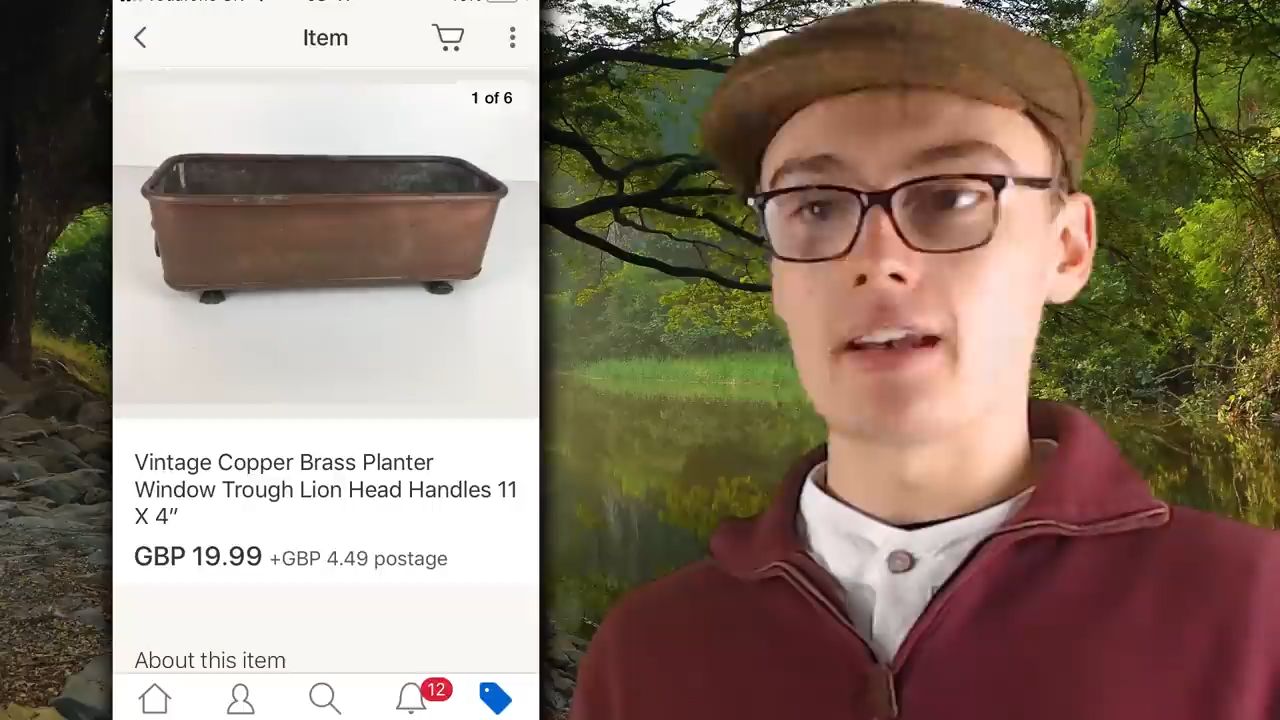 Item
1 of 6
Vintage Copper Brass Planter
Window Trough Lion Head Handles 11
X 4”
GBP 19.99 +GBP 4.49 postage
About this item
12